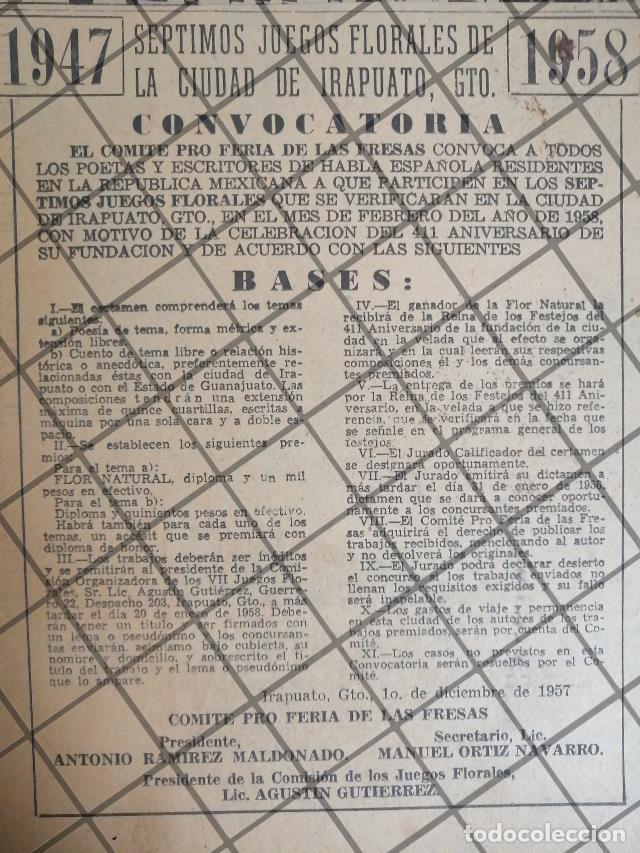 1947
SEPTIMOS JUEGOS FLORALES DE
LA CIUDAD DE IRAPUATO, GTO.
1958
CONVOCATORIA
EL COMITE PRO FERIA DE LAS FRESAS CONVOCA A TODOS
LOS POETAS Y ESCRITORES DE HABLA ESPAÑOLA RESIDENTES
EN LA REPUBLICA MEXICANA A QUE PARTICIPEN EN LOS SEP-
TIMOS JUEGOS FLORALES QUE SE VERIFICARAN EN LA CIUDAD
DE IRAPUATO, GTO., EN EL MES DE FEBRERO DEL AÑO DE 1958,
CON MOTIVO DE LA CELEBRACION DEL 411 ANIVERSARIO DE
SU FUNDACION Y DE ACUERDO CON LAS SIGUIENTES
BASES:
I.—El certamen comprenderá los temas
siguientes:
a) Poesía de tema, forma métrica y ex-
tensión libres.
b) Cuento de tema libre o relación his-
tórica o anecdótica, preferentemente re-
lacionadas éstas con la ciudad de Ira-
puato o con el Estado de Guanajuato. Las
composiciones tendrán una extensión
máxima de quince cuartillas, escritas a
máquina por una sola cara y a doble es-
pacio.
II.—Se establecen los siguientes pre-
mios:
Para el tema a):
FLOR NATURAL, diploma y un mil
pesos en efectivo.
Para el tema b):
Diploma y quinientos pesos en efectivo.
Habrá también para cada uno de los
temas, un accésit que se premiará con
diploma de honor.
III.—Los trabajos deberán ser inéditos
y se remitirán al presidente de la Comi-
sión Organizadora de los VII Juegos Flo-
rales, Sr. Lic. Agustín Gutiérrez, Guerre-
ro 22, Despacho 203, Irapuato, Gto., a más
tardar el día 20 de enero de 1958. Debe-
rán tener un título y ir firmados con
un lema o pseudónimo y los concursan-
tes enviarán, asimismo bajo cubierta, su
nombre y domicilio, y sobrescrito el tí-
tulo del trabajo y el lema o pseudónimo
que lo ampare.
IV.—El ganador de la Flor Natural la
recibirá de la Reina de los Festejos del
411 Aniversario de la fundación de la ciu-
dad en la velada que al efecto se orga-
nizará y en la cual leerán sus respectivas
composiciones él y los demás concursan-
tes premiados.
V.—La entrega de los premios se hará
por la Reina de los Festejos del 411 Ani-
versario, en la velada a que se hizo refe-
rencia, que se verificará en la fecha que
se señale en el programa general de los
festejos.
VI.—El Jurado Calificador del certamen
se designará oportunamente.
VII.—El Jurado emitirá su dictamen a
más tardar el día 31 de enero de 1958,
dictamen que se dará a conocer oportu-
namente a los concursantes premiados.
VIII.—El Comité Pro Feria de las Fre-
sas adquirirá el derecho de publicar los
trabajos recibidos, mencionando al autor
y no devolverá los originales.
IX.—El Jurado podrá declarar desierto
el concurso si los trabajos enviados no
llenan los requisitos exigidos y su fallo
será inapelable.
X.—Los gastos de viaje y permanencia
en esta ciudad de los autores de los tra-
bajos premiados, serán por cuenta del Co-
mité.
XI.—Los casos no previstos en esta
Convocatoria serán resueltos por el Co-
mité.
Irapuato, Gto., 1o. de diciembre de 1957
COMITE PRO FERIA DE LAS FRESAS
Presidente,
ANTONIO RAMIREZ MALDONADO.
Secretario, Lic.
MANUEL ORTIZ NAVARRO.
Presidente de la Comisión de los Juegos Florales,
Lic. AGUSTIN GUTIERREZ.
todocoleccion